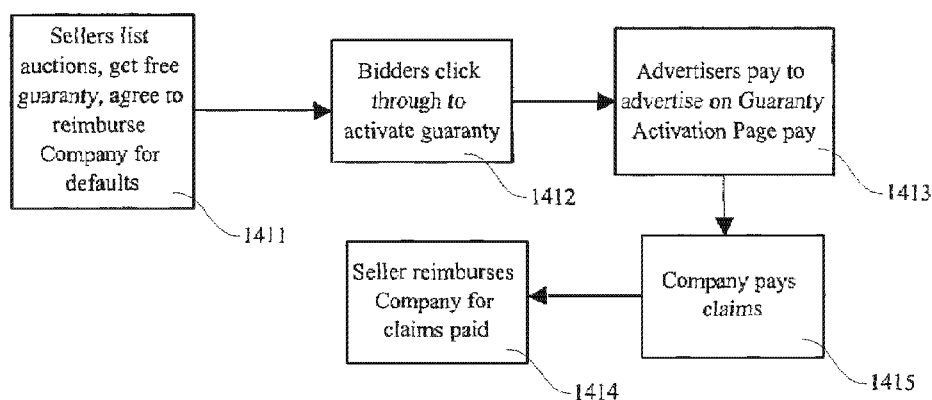 Sellers list
auctions, get free
guaranty, agree to
reimburse
Company for
defaults
1411
Bidders click
through to
activate guaranty
1412
Advertisers pay to
advertise on Guaranty
Activation Page pay
1413
Seller reimburses
Company for
claims paid
1414
Company pays
claims
1415